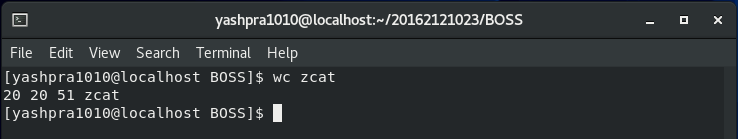 yashpra1010@localhost:~/20162121023/BOSS
File Edit View Search Terminal Help
[yashpra1010@localhost BOSS]$ wc zcat
20 20 51 zcat
[yashpra1010@localhost BOSS]$